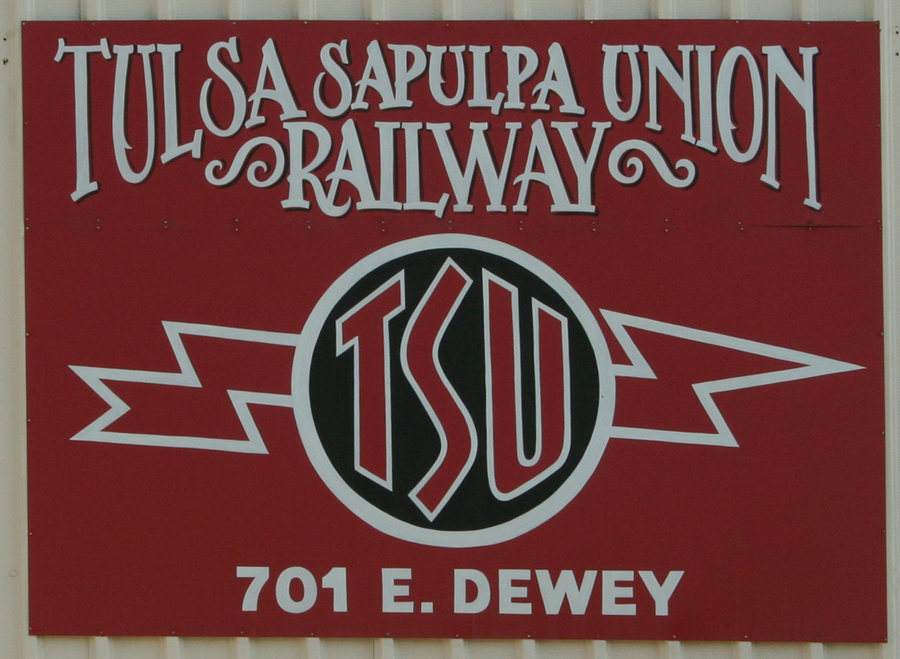 TULSA SAPULPA UNION
RAILWAY
TSU
701 E. DEWEY